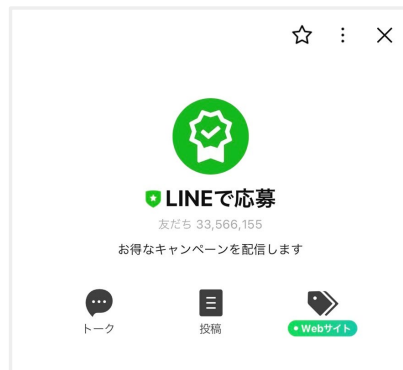 LINEで応募
友だち 33,566,155
お得なキャンペーンを配信します
トーク
投稿
Webサイト